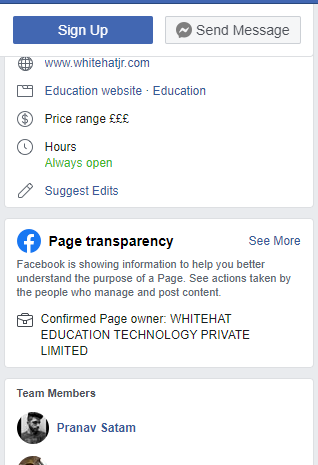 Sign Up
Send Message
www.whitehatjr.com
Education website · Education
Price range £££
Hours
Always open
Suggest Edits
Page transparency
See More
Facebook is showing information to help you better
understand the purpose of a Page. See actions taken by
the people who manage and post content.
Confirmed Page owner: WHITEHAT
EDUCATION TECHNOLOGY PRIVATE
LIMITED
Team Members
Pranav Satam